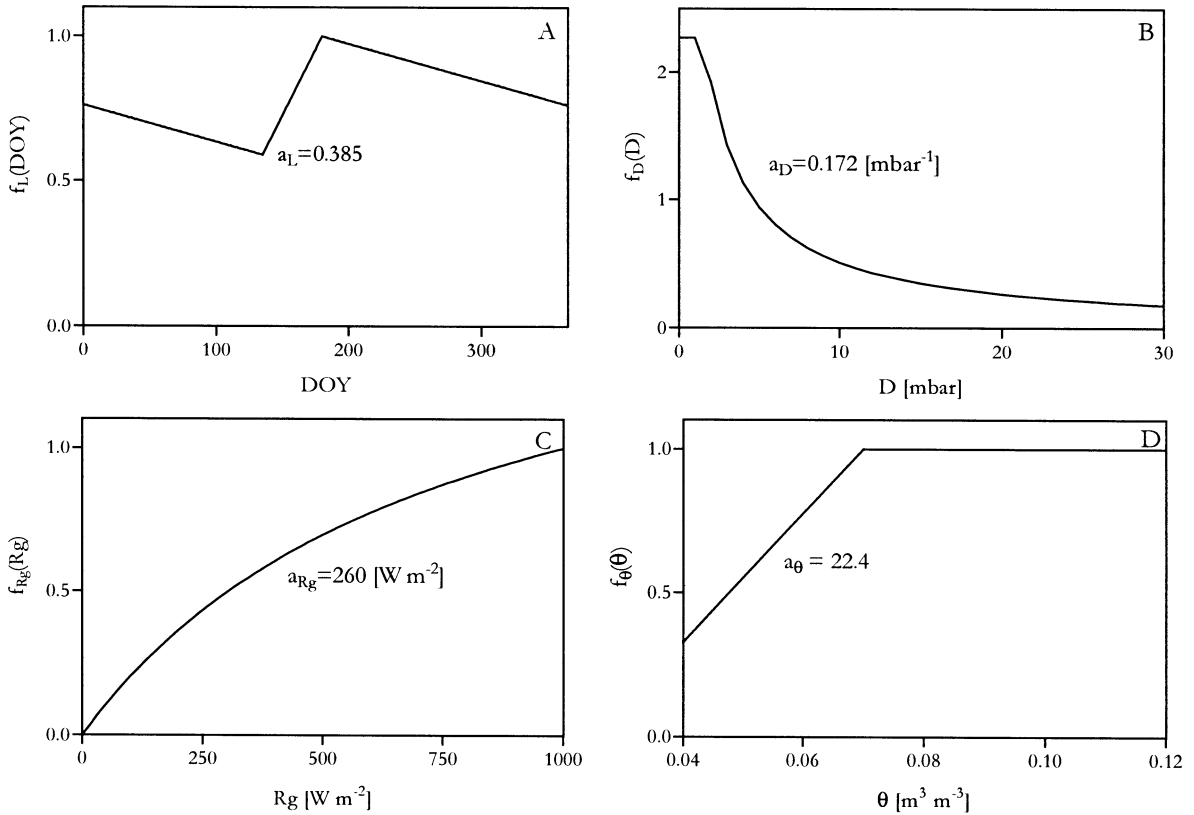 A
1.0
0.5
0.0
f_L(DOY)
a_L=0.385
0 100 200 300
DOY
B
2
1
0
f_D(D)
a_D=0.172 [mbar^-1]
0 10 20 30
D [mbar]
C
1.0
0.5
0.0
f_Rg(Rg)
a_Rg=260 [W m^-2]
0 250 500 750 1000
Rg [W m^-2]
D
1.0
0.5
0.0
f_θ(θ)
a_θ = 22.4
0.04 0.06 0.08 0.10 0.12
θ [m^3 m^-3]